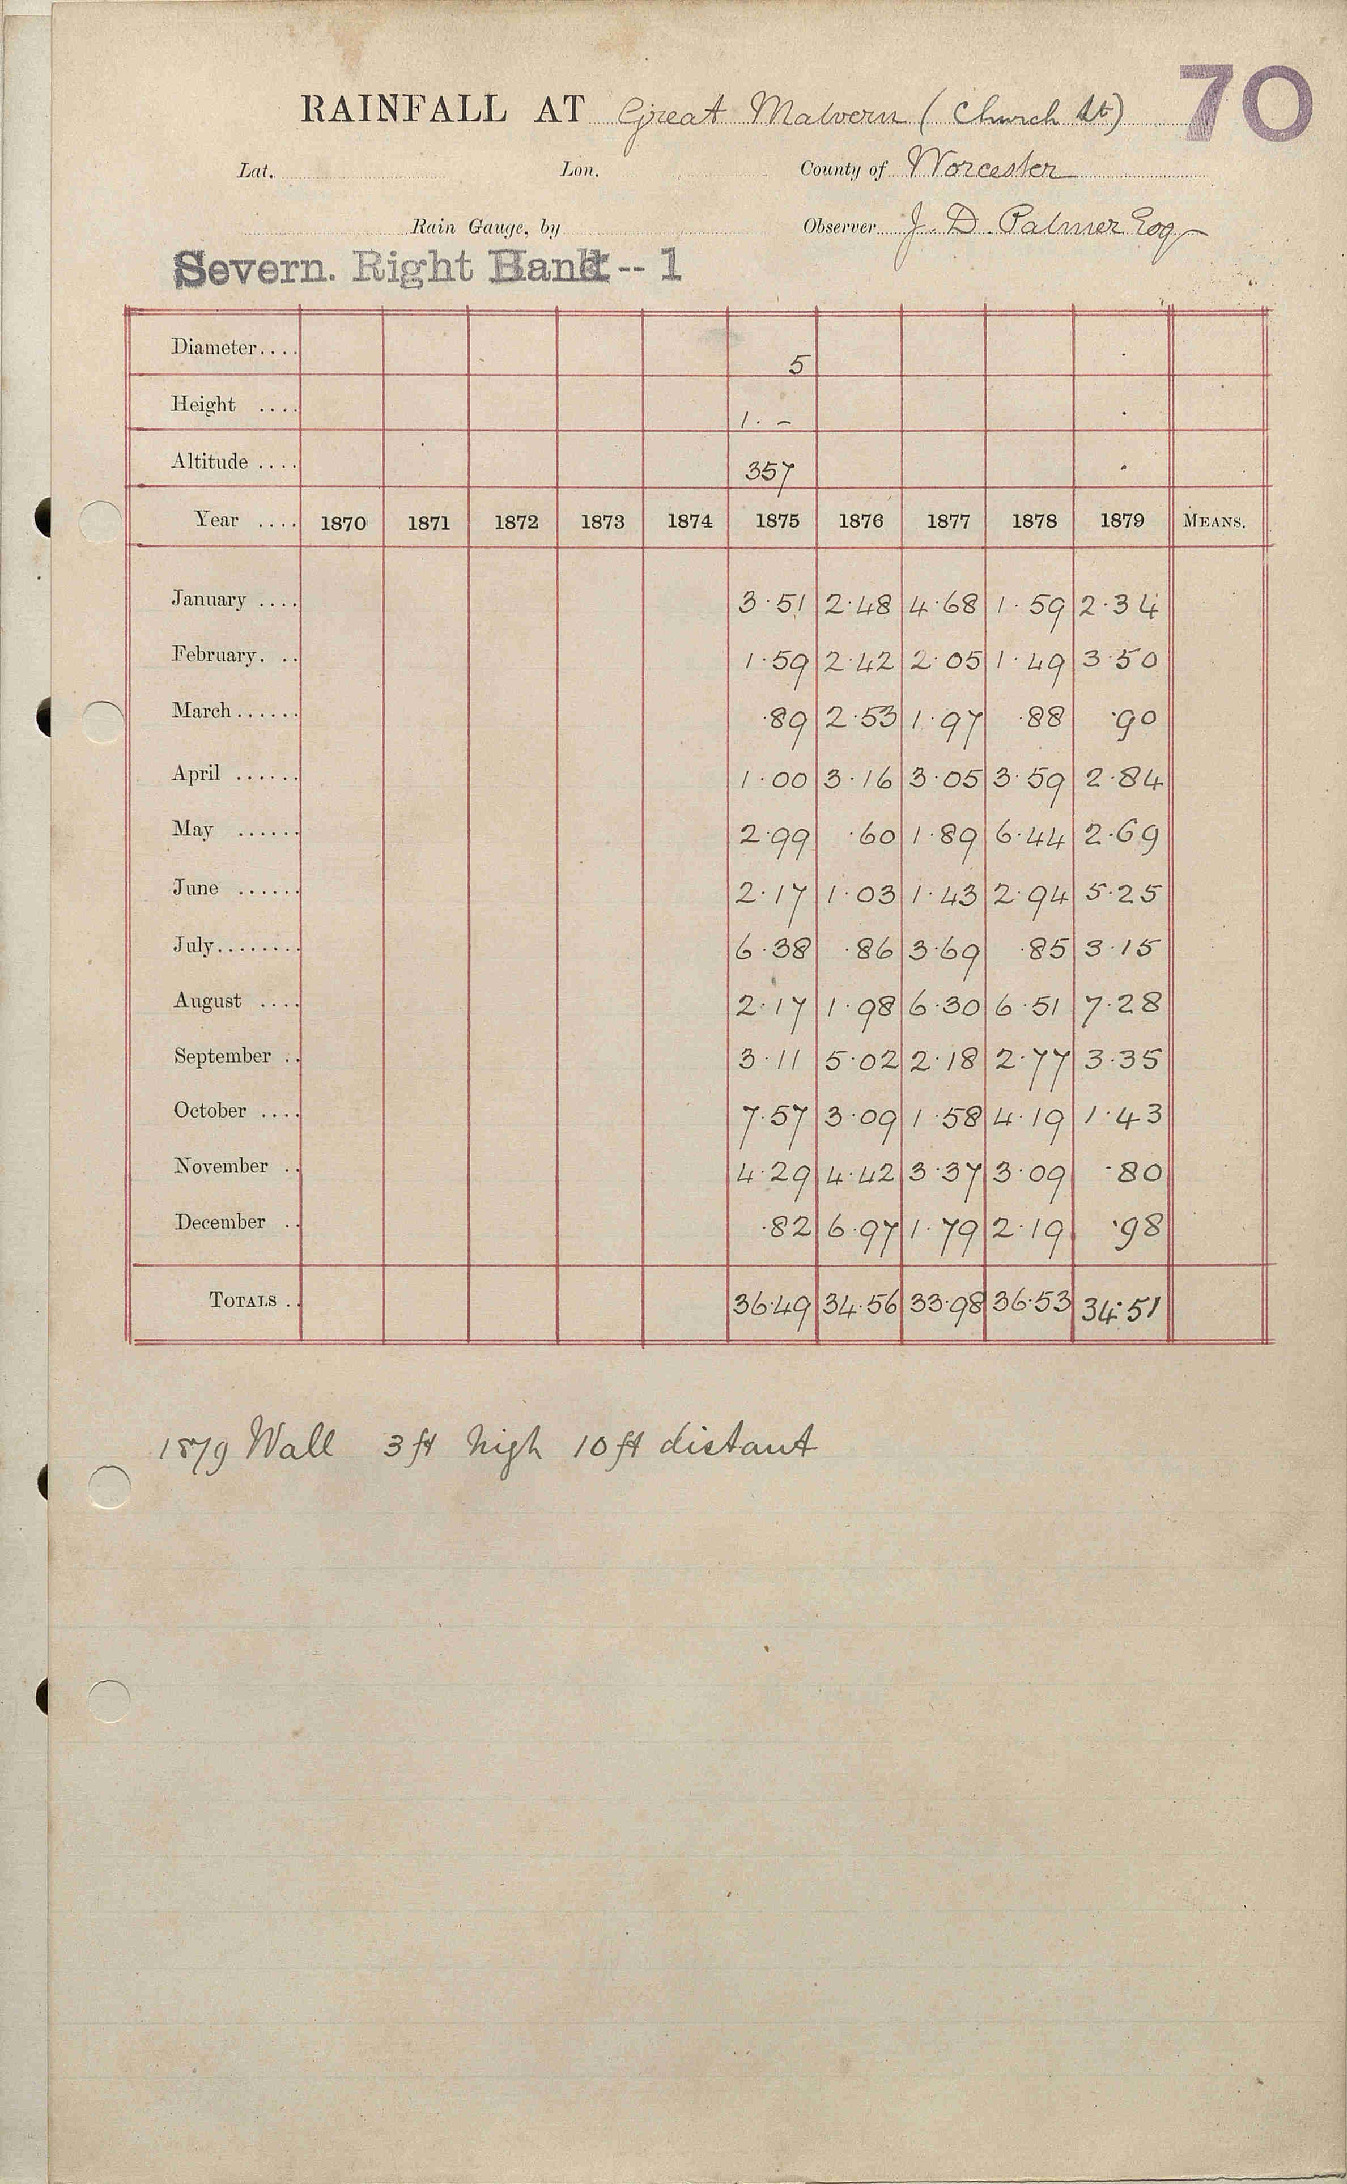 70
RAINFALL AT Great Malvern (Church St)
Lat. Lon. County of Worcester
Rain Gauge, by Observer J. D. Palmer Esq
Severn. Right Bank -- 1
Diameter.... 5
Height .... 1. -
Altitude .... 357
Year .... 1870 1871 1872 1873 1874 1875 1876 1877 1878 1879 MEANS.
January .... 3.51 2.48 4.68 1.59 2.34
February. .. 1.59 2.42 2.05 1.49 3.50
March...... .89 2.53 1.97 .88 .90
April ...... 1.00 3.16 3.05 3.59 2.84
May ...... 2.99 .60 1.89 6.44 2.69
June ...... 2.17 1.03 1.43 2.94 5.25
July........ 6.38 .86 3.69 .85 3.15
August .... 2.17 1.98 6.30 6.51 7.28
September .. 3.11 5.02 2.18 2.77 3.35
October .... 7.57 3.09 1.58 4.19 1.43
November .. 4.29 4.42 3.37 3.09 .80
December .. .82 6.97 1.79 2.19 .98
TOTALS .. 36.49 34.56 33.98 36.53 34.51
1879 Wall 3 ft high 10 ft distant